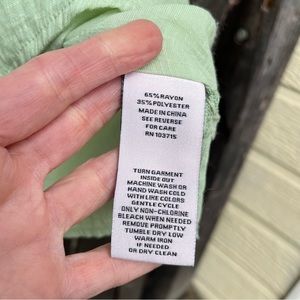 65% RAYON
35% POLYESTER
MADE IN CHINA
SEE REVERSE
FOR CARE
RN 103715
TURN GARMENT
INSIDE OUT
MACHINE WASH OR
HAND WASH COLD
WITH LIKE COLORS
GENTLE CYCLE
ONLY NON-CHLORINE
BLEACH WHEN NEEDED
REMOVE PROMPTLY
TUMBLE DRY LOW
WARM IRON
IF NEEDED
OR DRY CLEAN